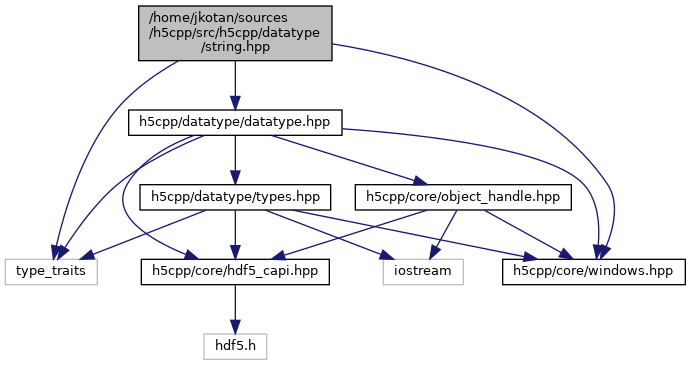 /home/jkotan/sources
/h5cpp/src/h5cpp/datatype
/string.hpp
h5cpp/datatype/datatype.hpp
h5cpp/datatype/types.hpp
h5cpp/core/object_handle.hpp
type_traits
h5cpp/core/hdf5_capi.hpp
iostream
h5cpp/core/windows.hpp
hdf5.h